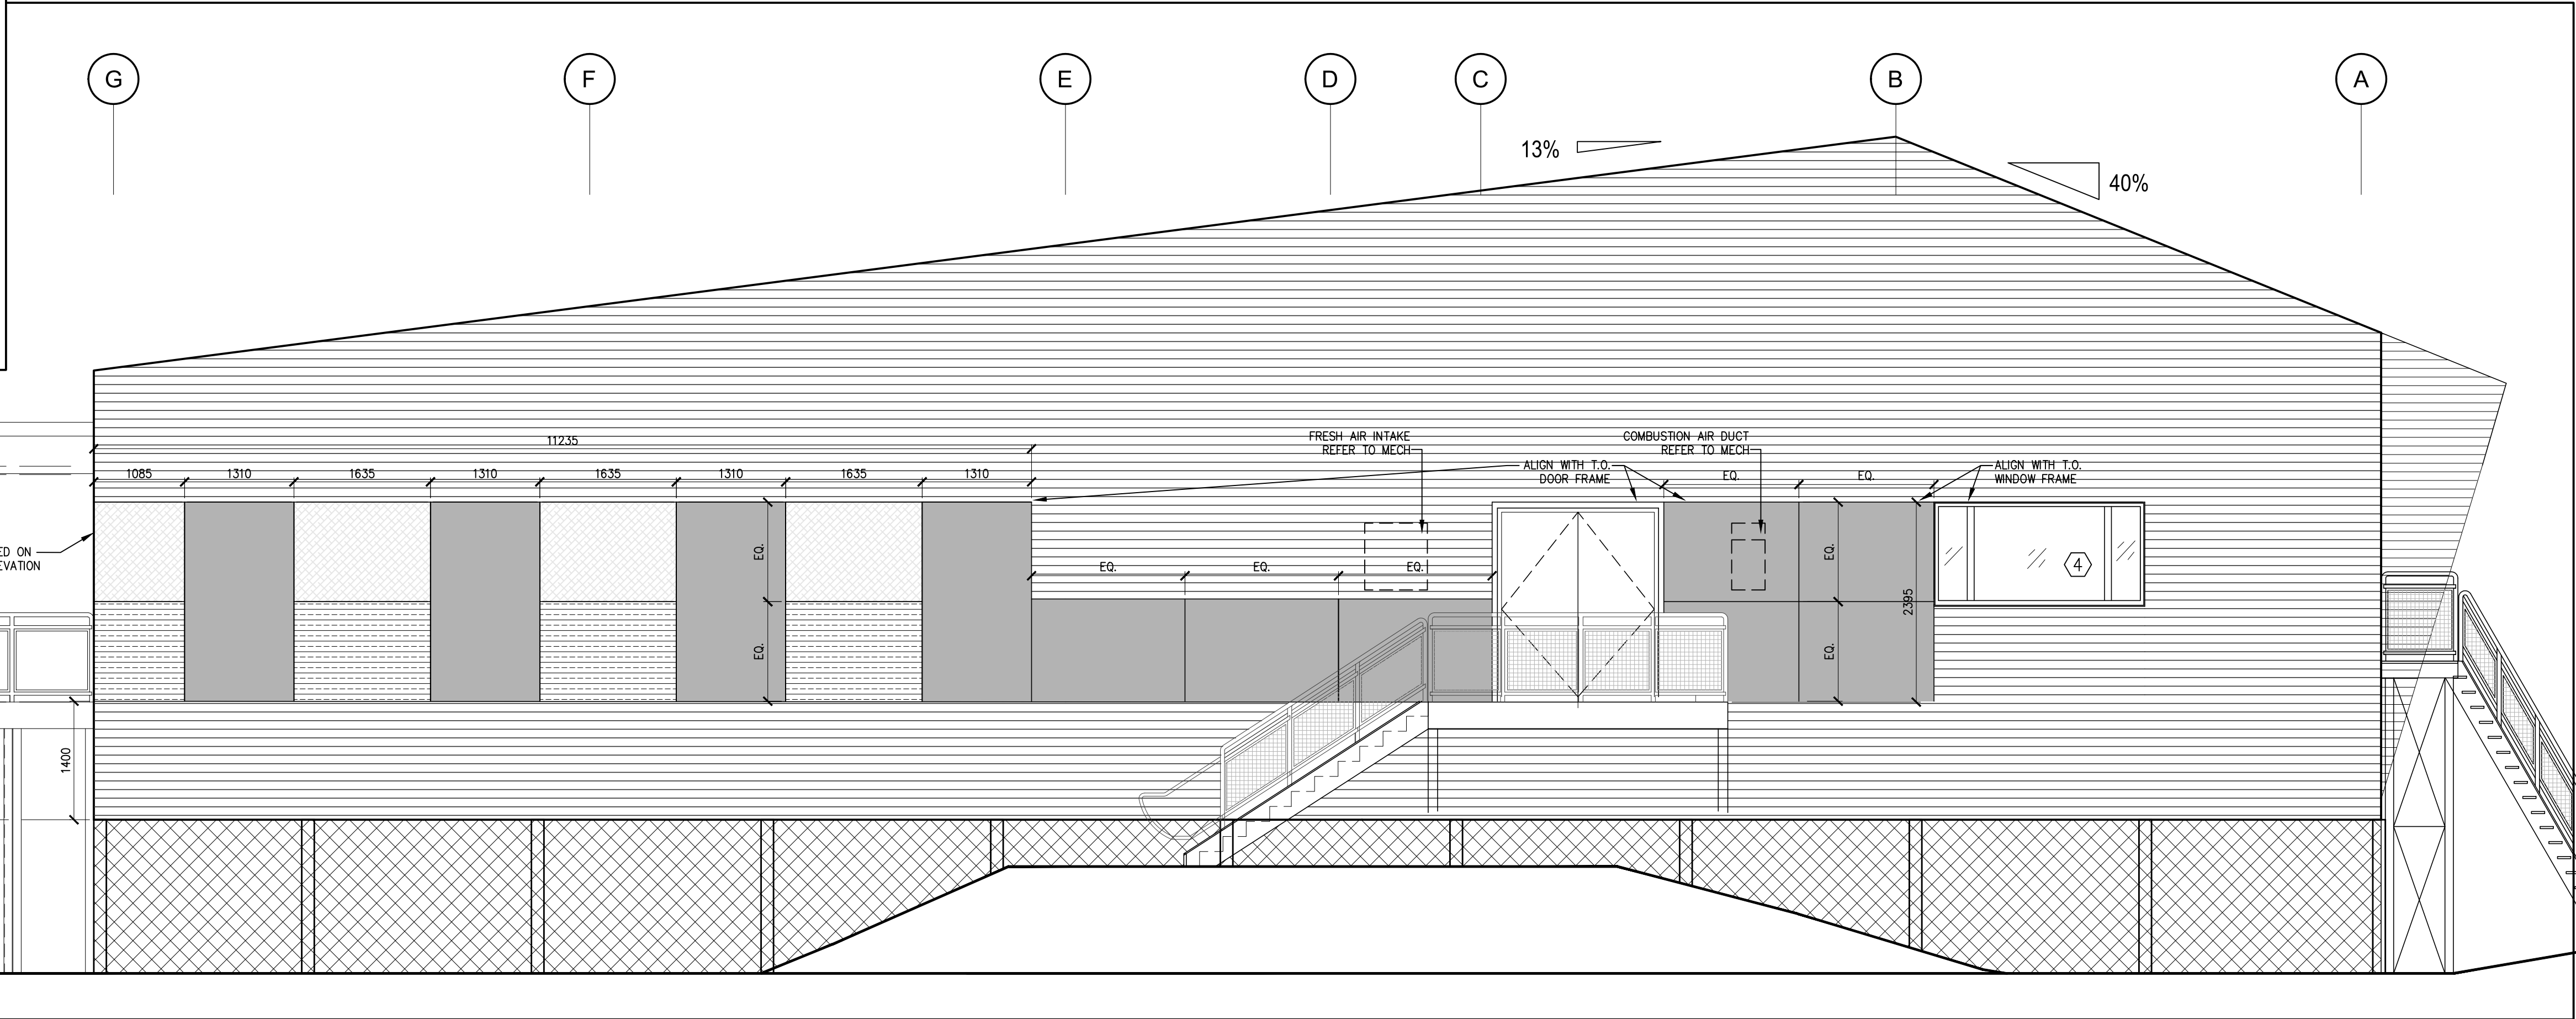 G F E D C B A
13%
40%
11235
1085 1310 1635 1310 1635 1310 1635 1310
FRESH AIR INTAKE
REFER TO MECH
COMBUSTION AIR DUCT
REFER TO MECH
ALIGN WITH T.O.
DOOR FRAME
EQ. EQ.
ALIGN WITH T.O.
WINDOW FRAME
ED ON
EVATION
EQ.
EQ. EQ. EQ.
EQ.
4
2395
EQ.
EQ.
1400